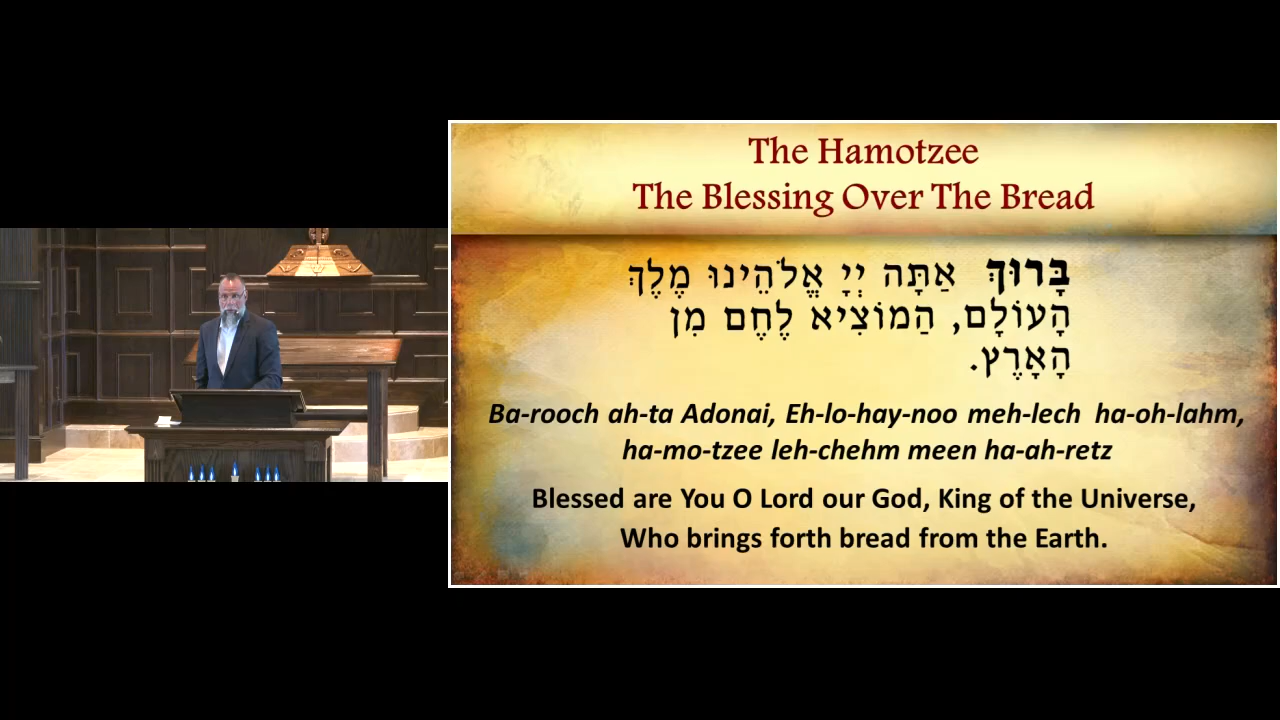 The Hamotzee
The Blessing Over The Bread
בָּרוּךְ אַתָּה יְיָ אֱלֹהֵינוּ מֶלֶךְ
הָעוֹלָם, הַמוֹצִיא לֶחֶם מִן
הָאָרֶץ.
Ba-rooch ah-ta Adonai, Eh-lo-hay-noo meh-lech ha-oh-lahm,
ha-mo-tzee leh-chehm meen ha-ah-retz
Blessed are You O Lord our God, King of the Universe,
Who brings forth bread from the Earth.